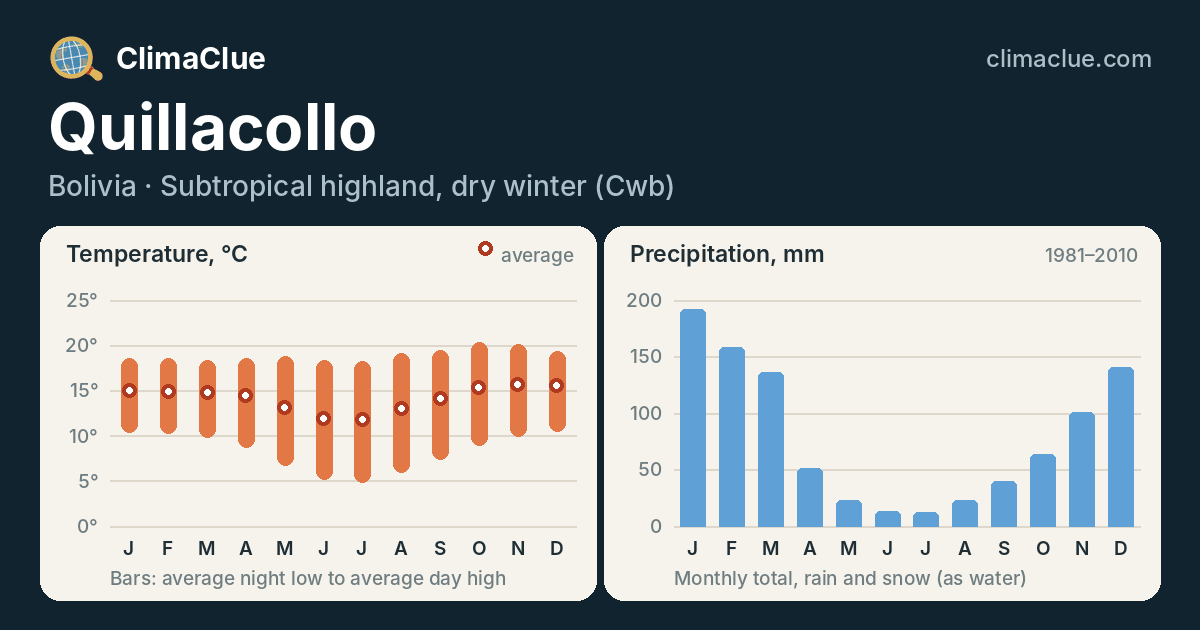 ClimaClue
climaclue.com
Quillacollo
Bolivia · Subtropical highland, dry winter (Cwb)
Temperature, °C
average
25°
20°
15°
10°
5°
0°
J F M A M J J A S O N D
Bars: average night low to average day high
Precipitation, mm
1981–2010
200
150
100
50
0
J F M A M J J A S O N D
Monthly total, rain and snow (as water)